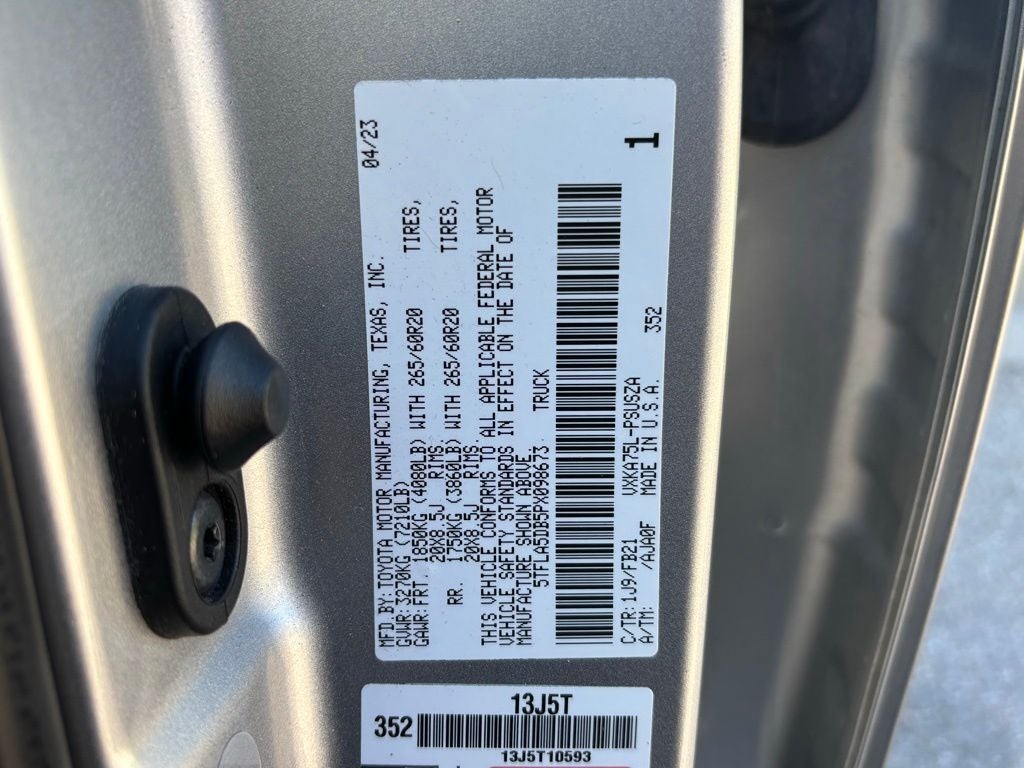 MFD.BY:TOYOTA MOTOR MANUFACTURING, TEXAS, INC. 04/23
GVWR:3270KG (7210LB)
GAWR:FRT. 1850KG (4080LB) WITH 265/60R20 TIRES,
20X8.5J RIMS.
RR. 1750KG (3860LB) WITH 265/60R20 TIRES,
20X8.5J RIMS.
THIS VEHICLE CONFORMS TO ALL APPLICABLE FEDERAL MOTOR
VEHICLE SAFETY STANDARDS IN EFFECT ON THE DATE OF
MANUFACTURE SHOWN ABOVE.
5TFLA5DB5PX098673 TRUCK
1
C/TR:1J9/FB21 VXKA75L-PSUSZA
A/TM: /AJA0F MADE IN U.S.A. 352
13J5T
352
13J5T10593